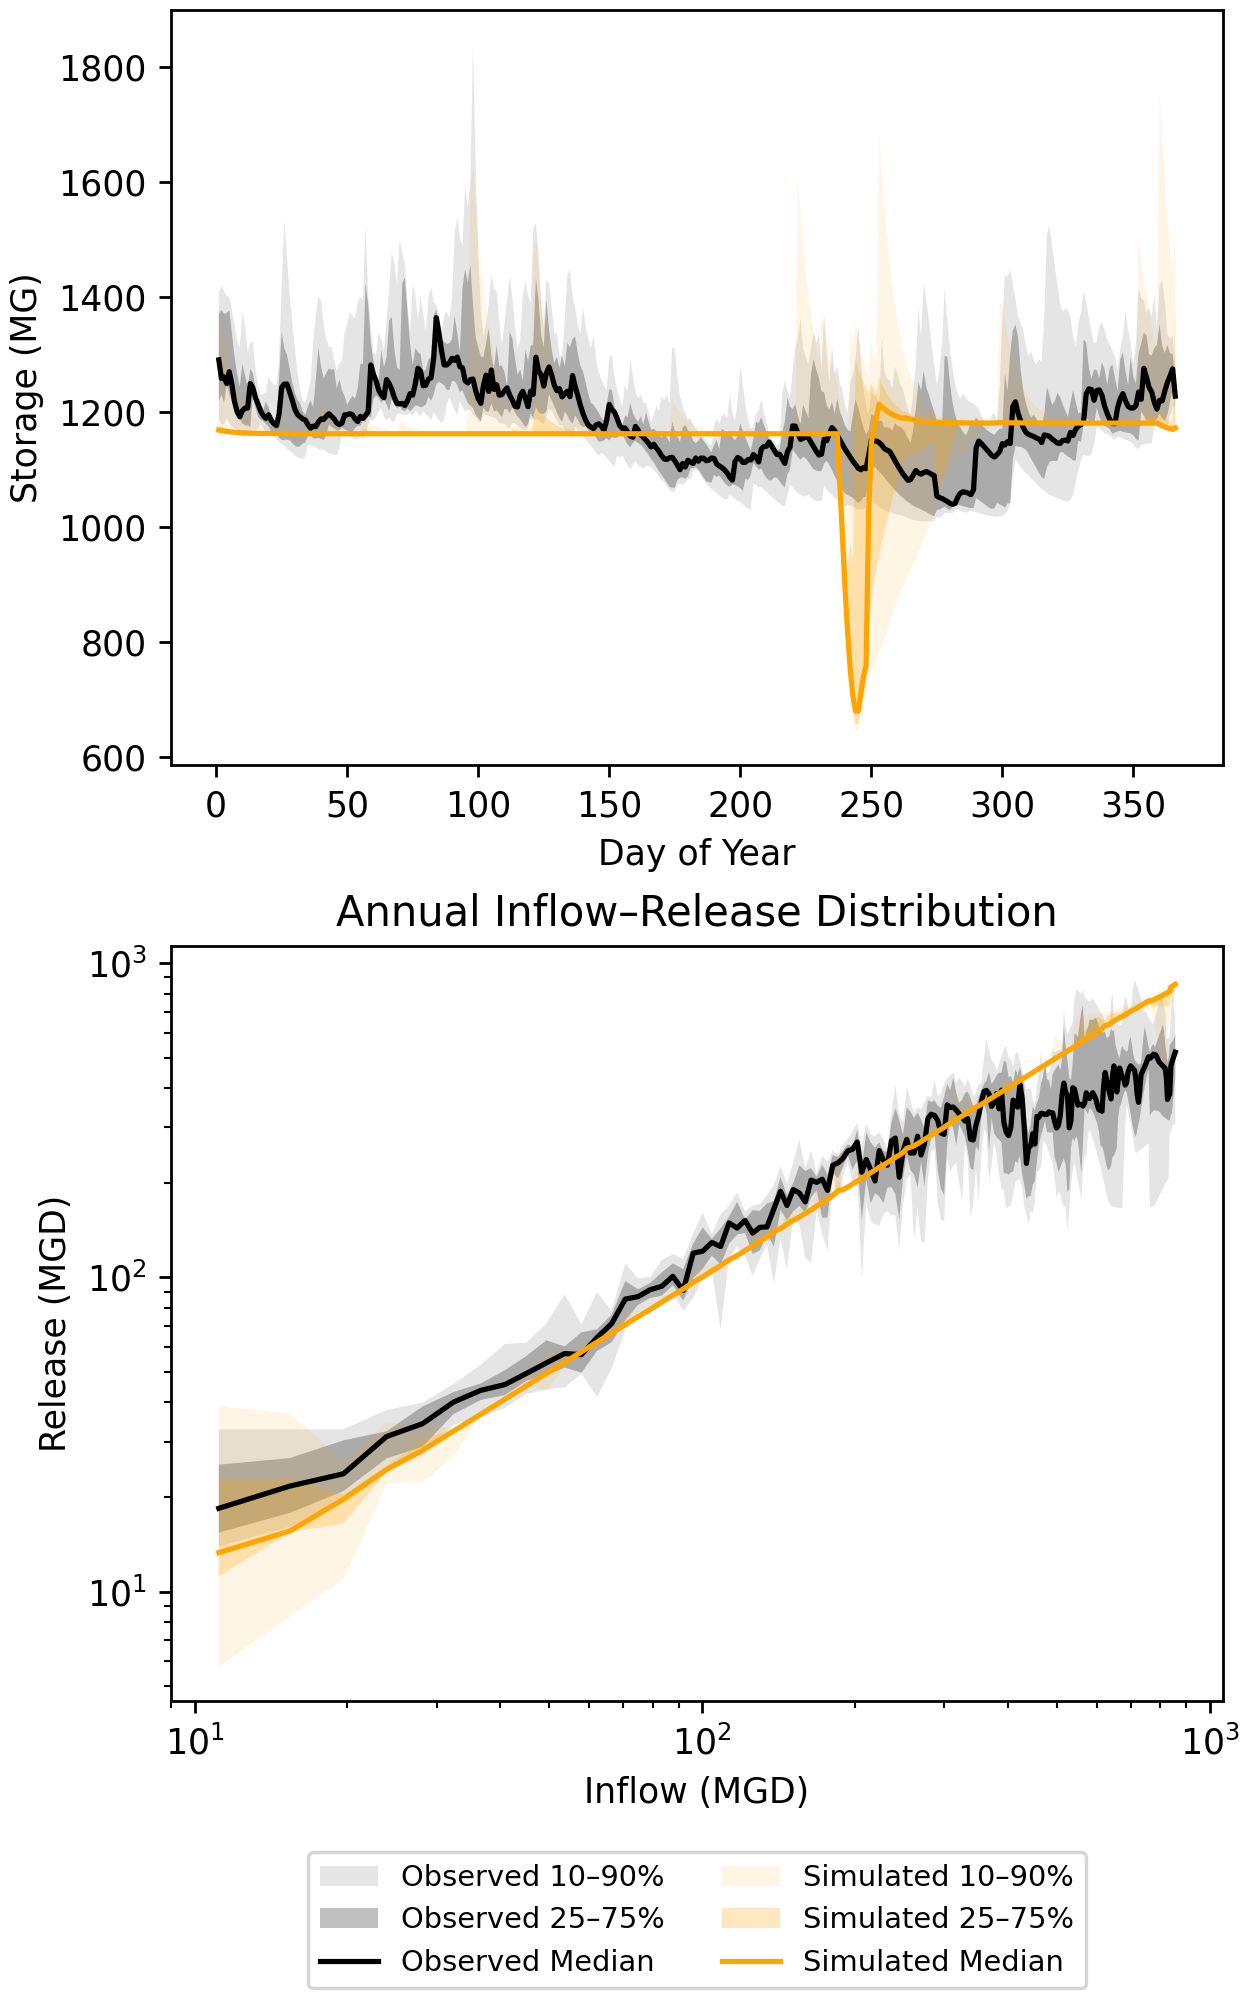 1800
1600
1400
1200
1000
800
600
Storage (MG)
0 50 100 150 200 250 300 350
Day of Year
Annual Inflow–Release Distribution
10³
10²
10¹
Release (MGD)
10¹ 10² 10³
Inflow (MGD)
Observed 10–90%
Observed 25–75%
Observed Median
Simulated 10–90%
Simulated 25–75%
Simulated Median